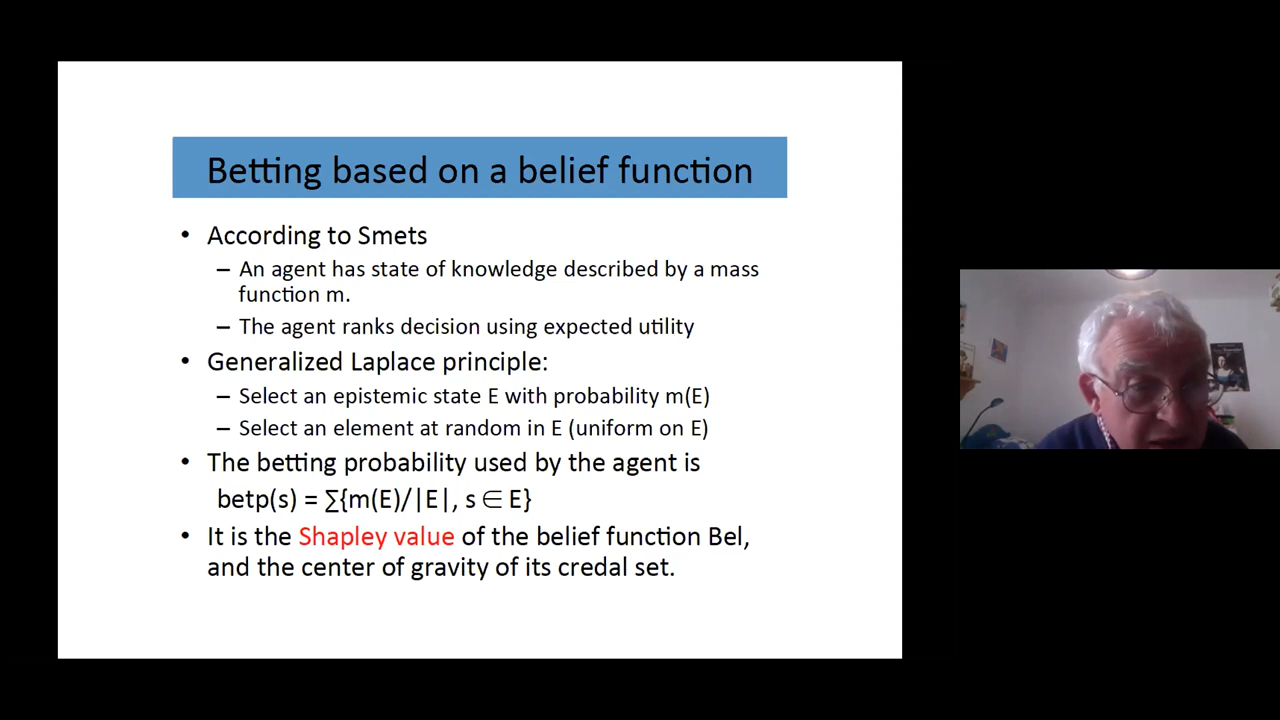 Betting based on a belief function
• According to Smets
– An agent has state of knowledge described by a mass
function m.
– The agent ranks decision using expected utility
• Generalized Laplace principle:
– Select an epistemic state E with probability m(E)
– Select an element at random in E (uniform on E)
• The betting probability used by the agent is
betp(s) = ∑{m(E)/|E|, s ∈ E}
• It is the Shapley value of the belief function Bel,
and the center of gravity of its credal set.